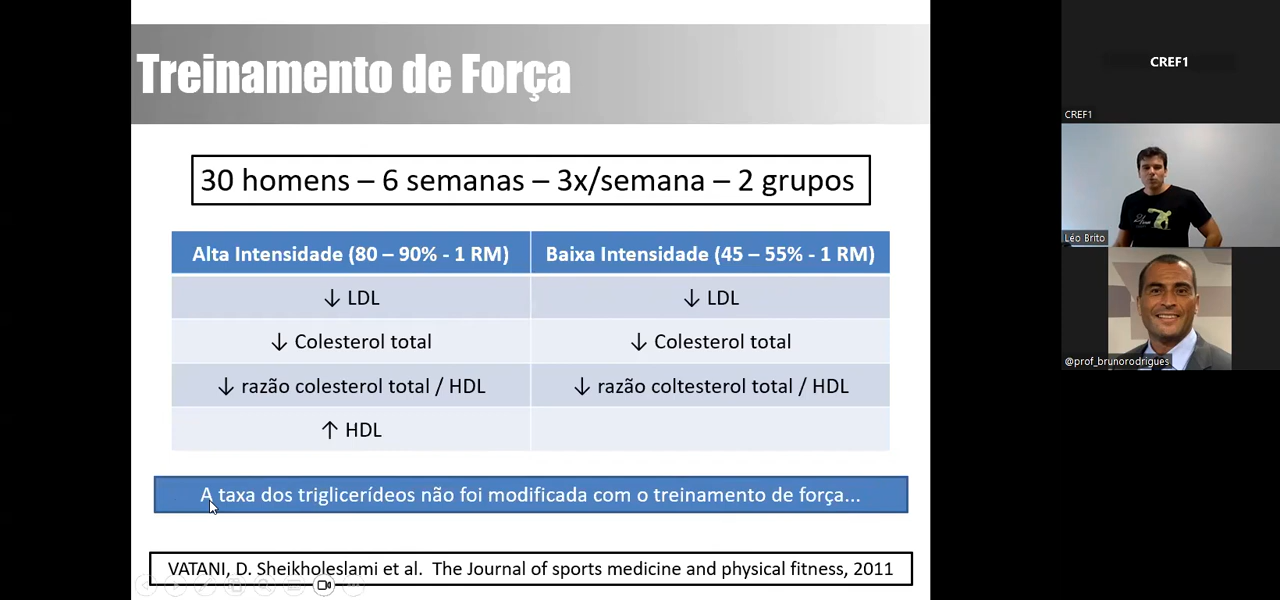 Treinamento de Força
30 homens – 6 semanas – 3x/semana – 2 grupos
Alta Intensidade (80 – 90% - 1 RM)
Baixa Intensidade (45 – 55% - 1 RM)
↓ LDL
↓ LDL
↓ Colesterol total
↓ Colesterol total
↓ razão colesterol total / HDL
↓ razão coltesterol total / HDL
↑ HDL
A taxa dos triglicerídeos não foi modificada com o treinamento de força...
VATANI, D. Sheikholeslami et al. The Journal of sports medicine and physical fitness, 2011
CREF1
CREF1
Léo Brito
@prof_brunorodrigues